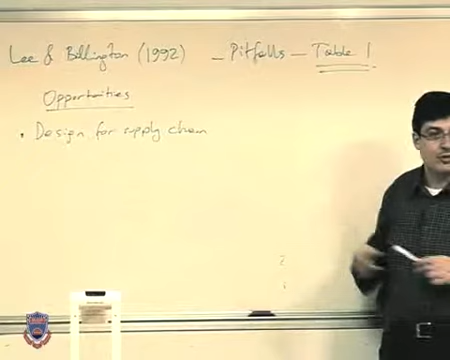 Lee & Billington (1992) - Pitfalls - Table 1
Opportunities
• Design for supply chain